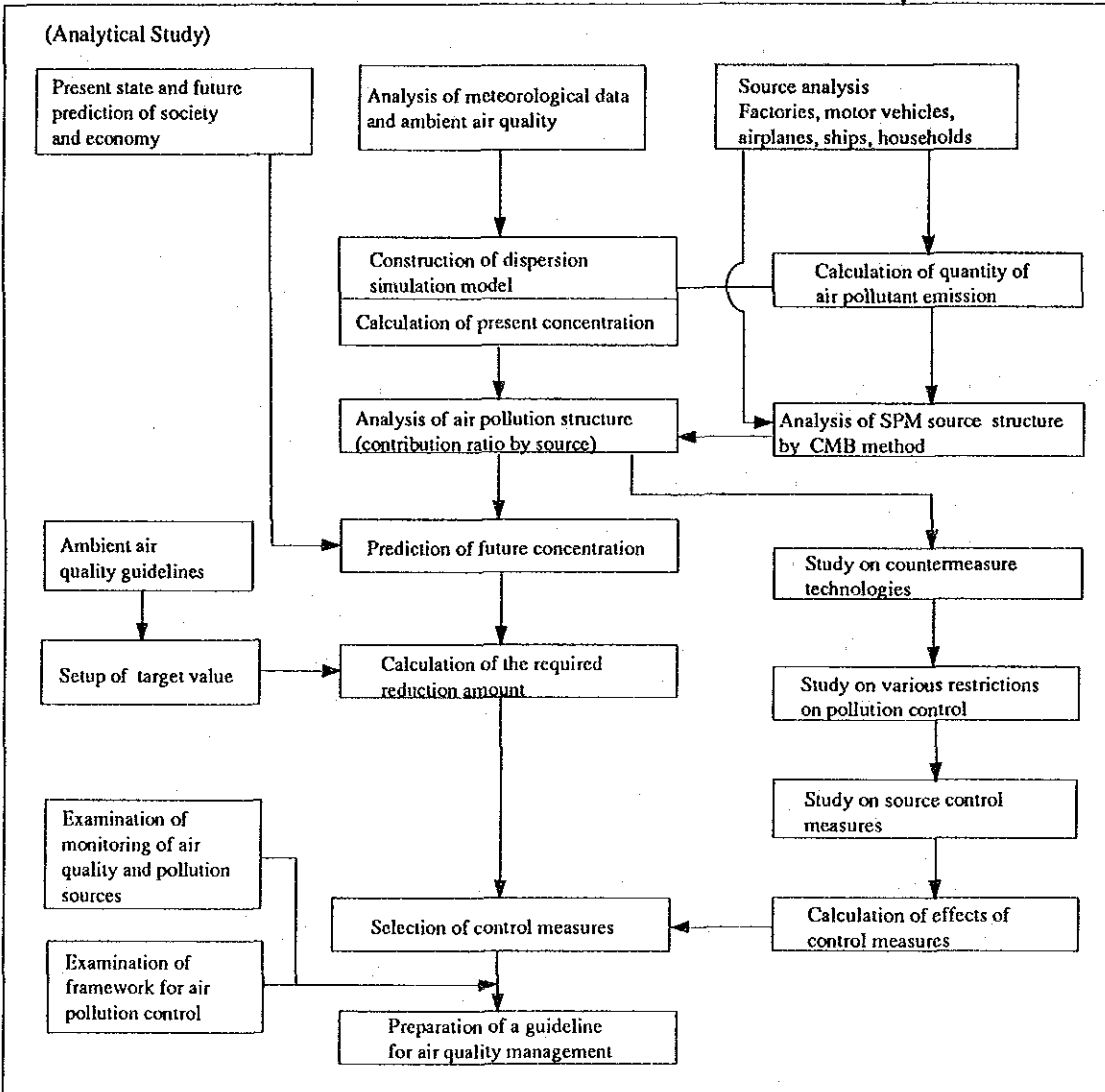 (Analytical Study)
Present state and future
prediction of society
and economy
Analysis of meteorological data
and ambient air quality
Source analysis
Factories, motor vehicles,
airplanes, ships, households
Construction of dispersion
simulation model
Calculation of present concentration
Calculation of quantity of
air pollutant emission
Analysis of air pollution structure
(contribution ratio by source)
Analysis of SPM source structure
by CMB method
Ambient air
quality guidelines
Prediction of future concentration
Study on countermeasure
technologies
Setup of target value
Calculation of the required
reduction amount
Study on various restrictions
on pollution control
Examination of
monitoring of air
quality and pollution
sources
Study on source control
measures
Selection of control measures
Calculation of effects of
control measures
Examination of
framework for air
pollution control
Preparation of a guideline
for air quality management